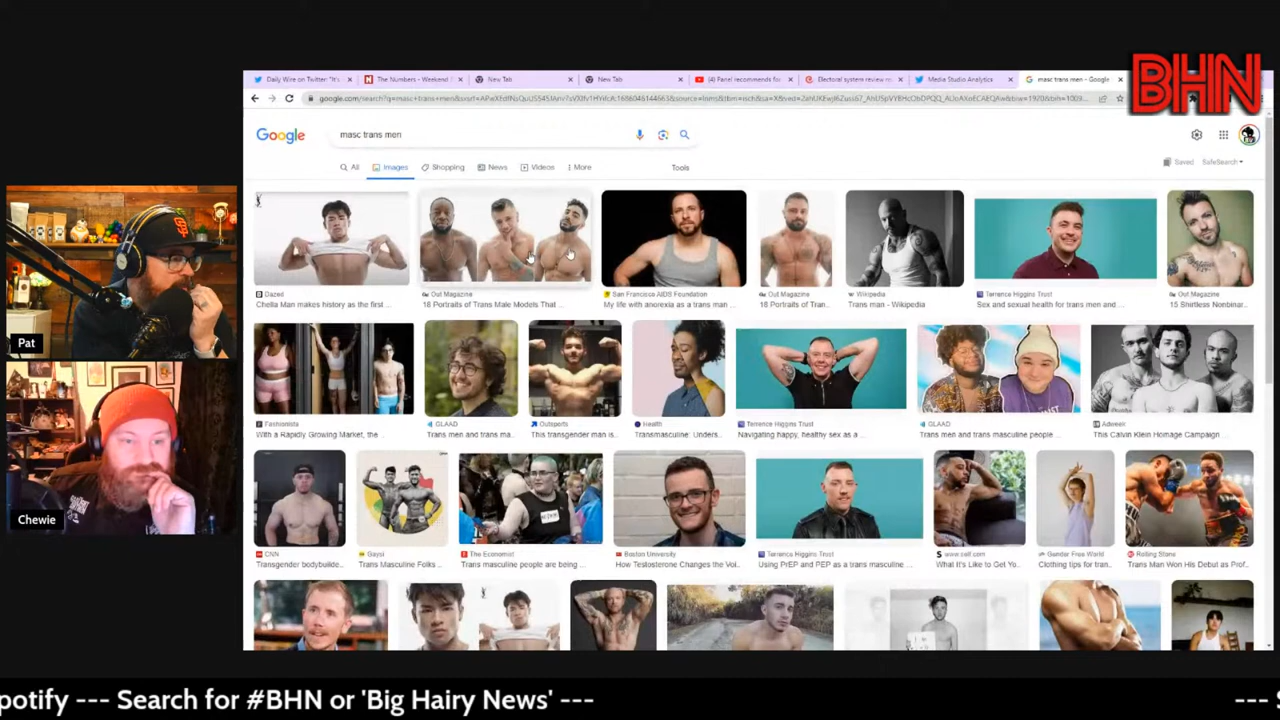 Daily Wire on Twitter: "It's
The Numbers - Weekend
New Tab
New Tab
(4) Panel recommends for
Electoral system review re
Media Studio Analytics
masc trans men - Google
BHN
Google
masc trans men
All
Images
Shopping
News
Videos
More
Tools
Saved
SafeSearch
Dazed
Chella Man makes history as the first ...
Out Magazine
18 Portraits of Trans Male Models That ...
San Francisco AIDS Foundation
My life with anorexia as a trans man ...
Out Magazine
18 Portraits of Tran...
Wikipedia
Trans man - Wikipedia
Terrence Higgins Trust
Sex and sexual health for trans men and ...
Out Magazine
15 Shirtless Nonbinar...
Pat
Fashionista
With a Rapidly Growing Market, the ...
GLAAD
Trans men and trans ma...
Outsports
This transgender man is...
Health
Transmasculine: Unders...
Terrence Higgins Trust
Navigating happy, healthy sex as a ...
GLAAD
Trans men and trans masculine people ...
Adweek
This Calvin Klein Homage Campaign ...
Chewie
CNN
Transgender bodybuilde...
Gaysi
Trans Masculine Folks ...
The Economist
Trans masculine people are being ...
Boston University
How Testosterone Changes the Voi...
Terrence Higgins Trust
Using PrEP and PEP as a trans masculine ...
www.self.com
What It's Like to Get Yo...
Gender Free World
Clothing tips for tran...
Rolling Stone
Trans Man Won His Debut as Prof...
potify --- Search for #BHN or 'Big Hairy News' ---
--- S